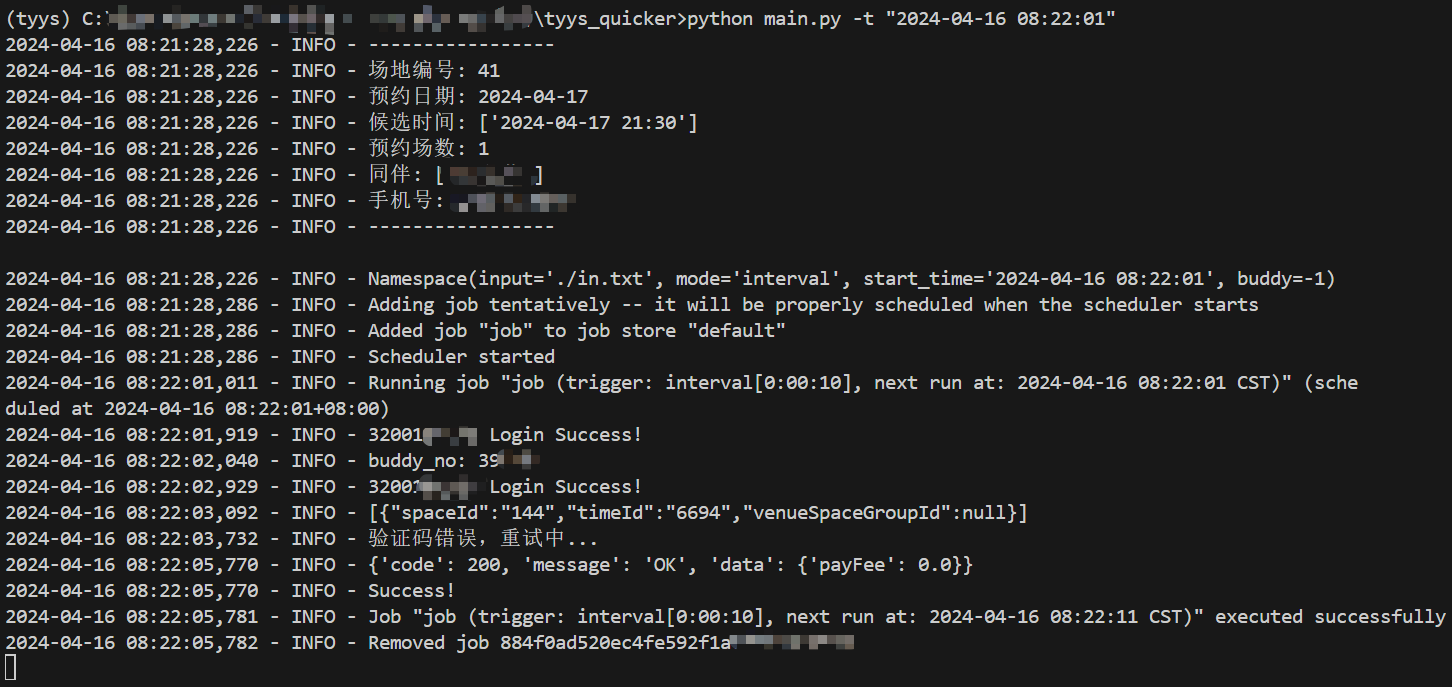 (tyys) C:\ \tyys_quicker>python main.py -t "2024-04-16 08:22:01"
2024-04-16 08:21:28,226 - INFO - -----------------
2024-04-16 08:21:28,226 - INFO - 场地编号: 41
2024-04-16 08:21:28,226 - INFO - 预约日期: 2024-04-17
2024-04-16 08:21:28,226 - INFO - 候选时间: ['2024-04-17 21:30']
2024-04-16 08:21:28,226 - INFO - 预约场数: 1
2024-04-16 08:21:28,226 - INFO - 同伴: [ ]
2024-04-16 08:21:28,226 - INFO - 手机号:
2024-04-16 08:21:28,226 - INFO - -----------------
2024-04-16 08:21:28,226 - INFO - Namespace(input='./in.txt', mode='interval', start_time='2024-04-16 08:22:01', buddy=-1)
2024-04-16 08:21:28,286 - INFO - Adding job tentatively -- it will be properly scheduled when the scheduler starts
2024-04-16 08:21:28,286 - INFO - Added job "job" to job store "default"
2024-04-16 08:21:28,286 - INFO - Scheduler started
2024-04-16 08:22:01,011 - INFO - Running job "job (trigger: interval[0:00:10], next run at: 2024-04-16 08:22:01 CST)" (sche
duled at 2024-04-16 08:22:01+08:00)
2024-04-16 08:22:01,919 - INFO - 32001 Login Success!
2024-04-16 08:22:02,040 - INFO - buddy_no: 39
2024-04-16 08:22:02,929 - INFO - 3200 Login Success!
2024-04-16 08:22:03,092 - INFO - [{"spaceId":"144","timeId":"6694","venueSpaceGroupId":null}]
2024-04-16 08:22:03,732 - INFO - 验证码错误，重试中...
2024-04-16 08:22:05,770 - INFO - {'code': 200, 'message': 'OK', 'data': {'payFee': 0.0}}
2024-04-16 08:22:05,770 - INFO - Success!
2024-04-16 08:22:05,781 - INFO - Job "job (trigger: interval[0:00:10], next run at: 2024-04-16 08:22:11 CST)" executed successfully
2024-04-16 08:22:05,782 - INFO - Removed job 884f0ad520ec4fe592f1a